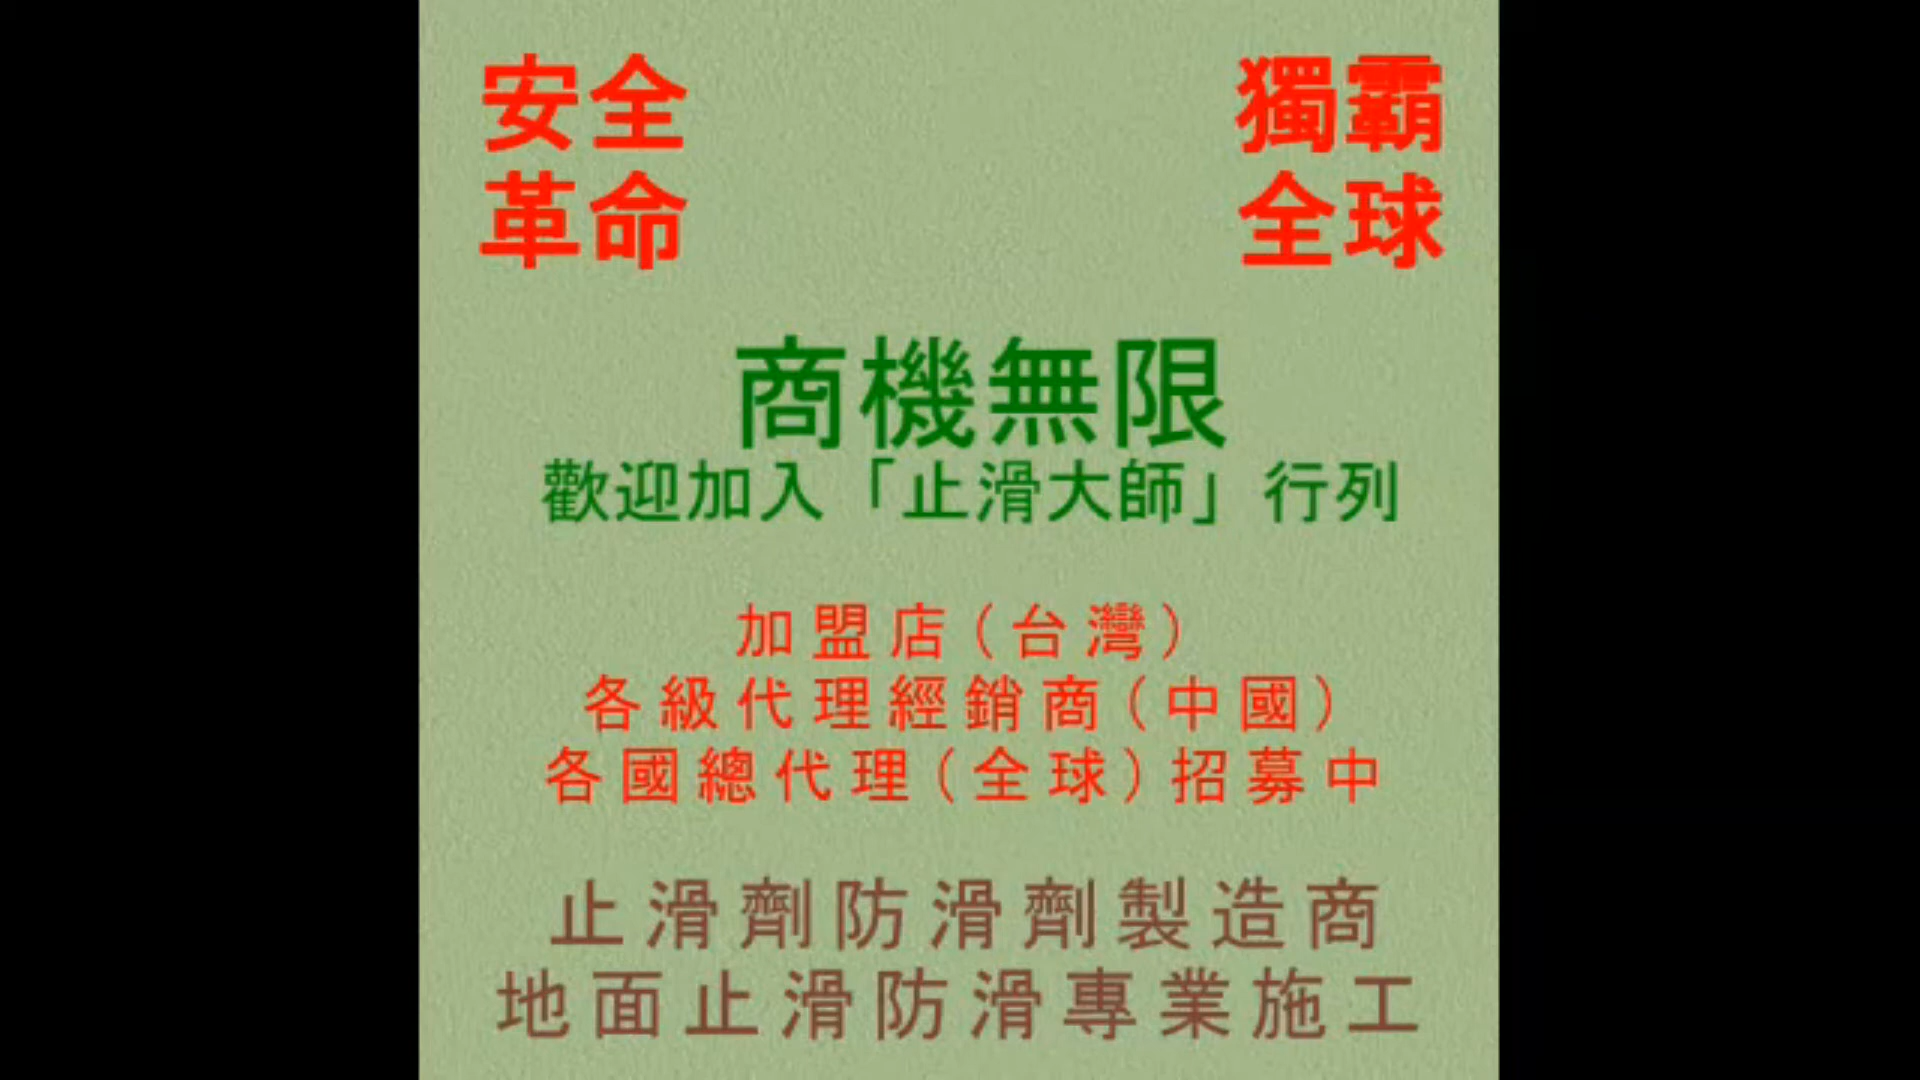 安全
革命
獨霸
全球
商機無限
歡迎加入「止滑大師」行列
加盟店(台灣)
各級代理經銷商(中國)
各國總代理(全球)招募中
止滑劑防滑劑製造商
地面止滑防滑專業施工